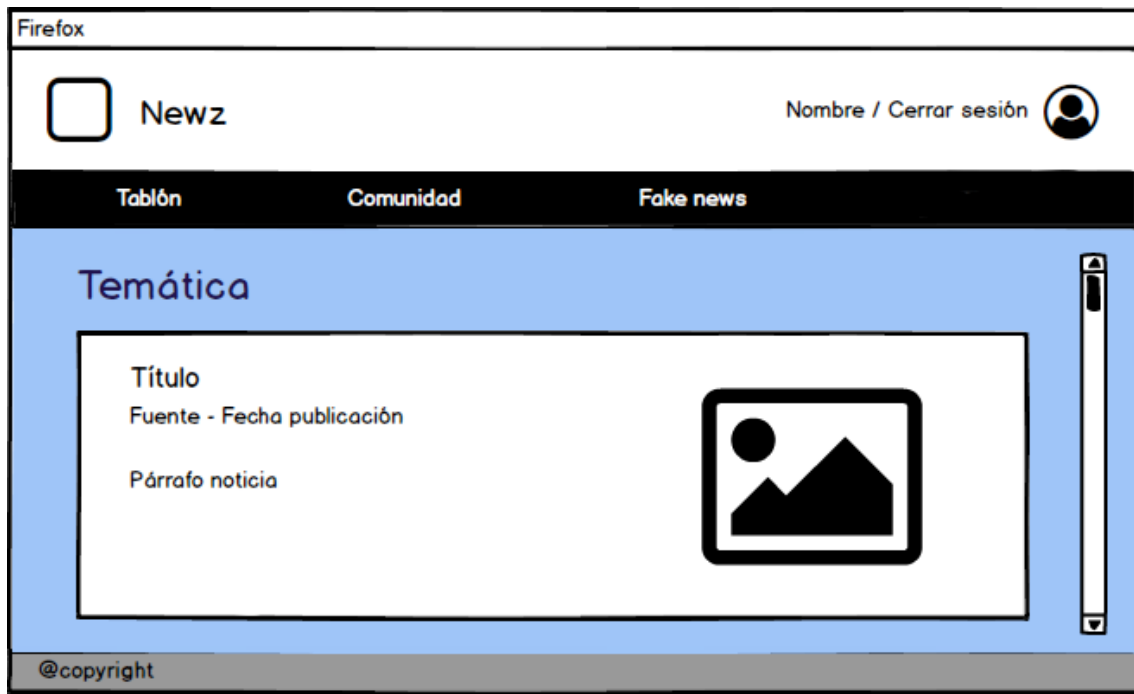 Firefox
Newz
Nombre / Cerrar sesión
Tablón Comunidad Fake news
Temática
Título
Fuente - Fecha publicación
Párrafo noticia
@copyright